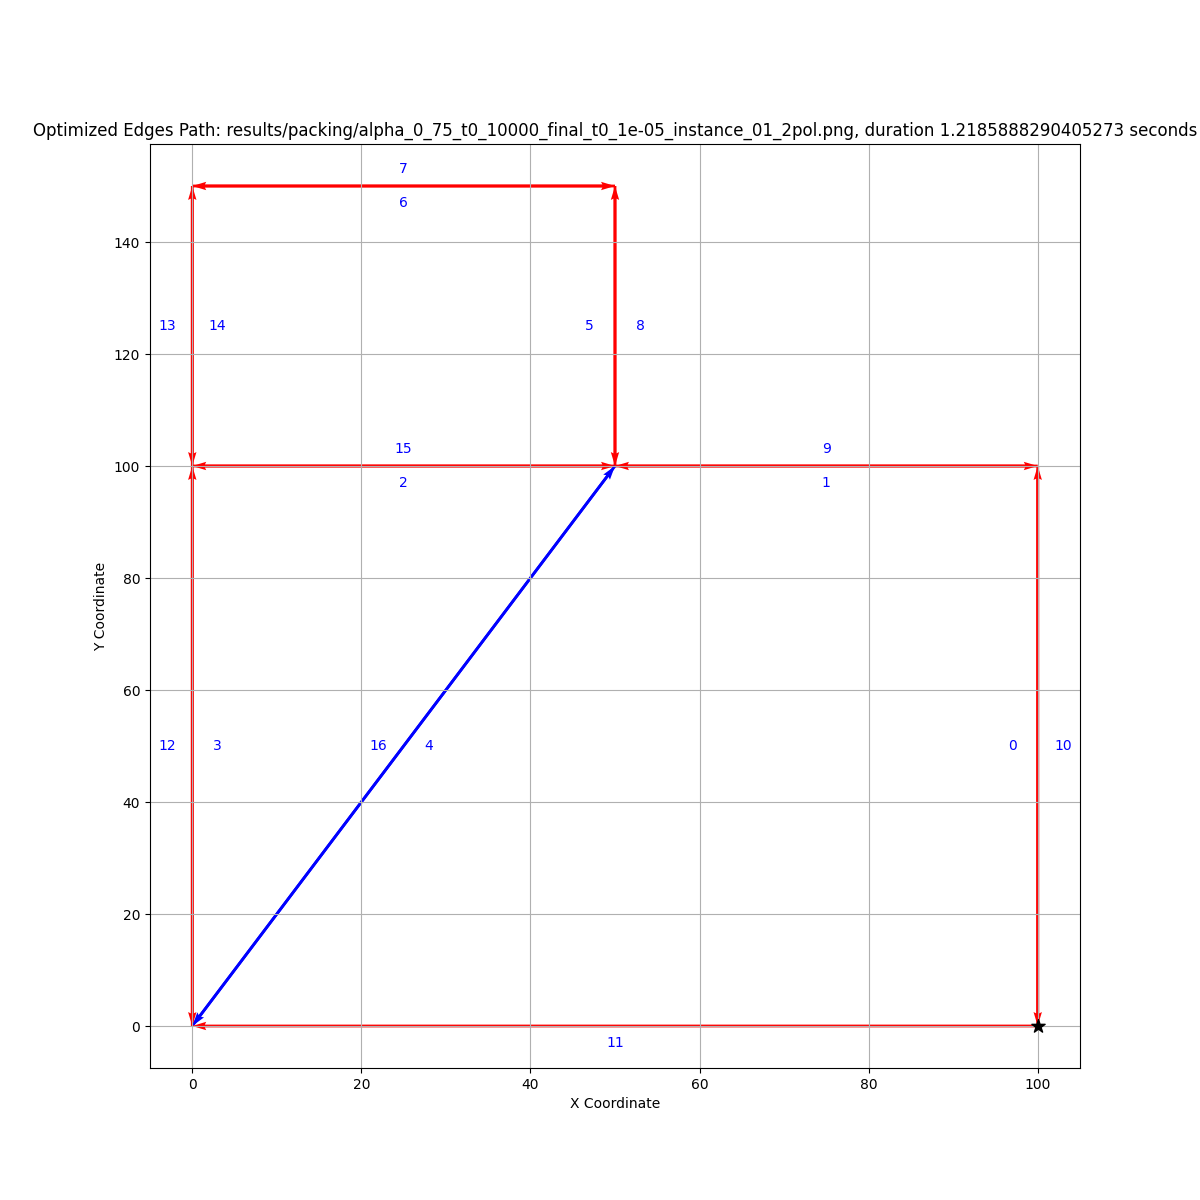 Optimized Edges Path: results/packing/alpha_0_75_t0_10000_final_t0_1e-05_instance_01_2pol.png, duration 1.2185888290405273 seconds
7
6
140
13 14 5 8
120
15 9
100
2 1
80
Y Coordinate
60
12 3 16 4 0 10
40
20
0
11
0 20 40 60 80 100
X Coordinate